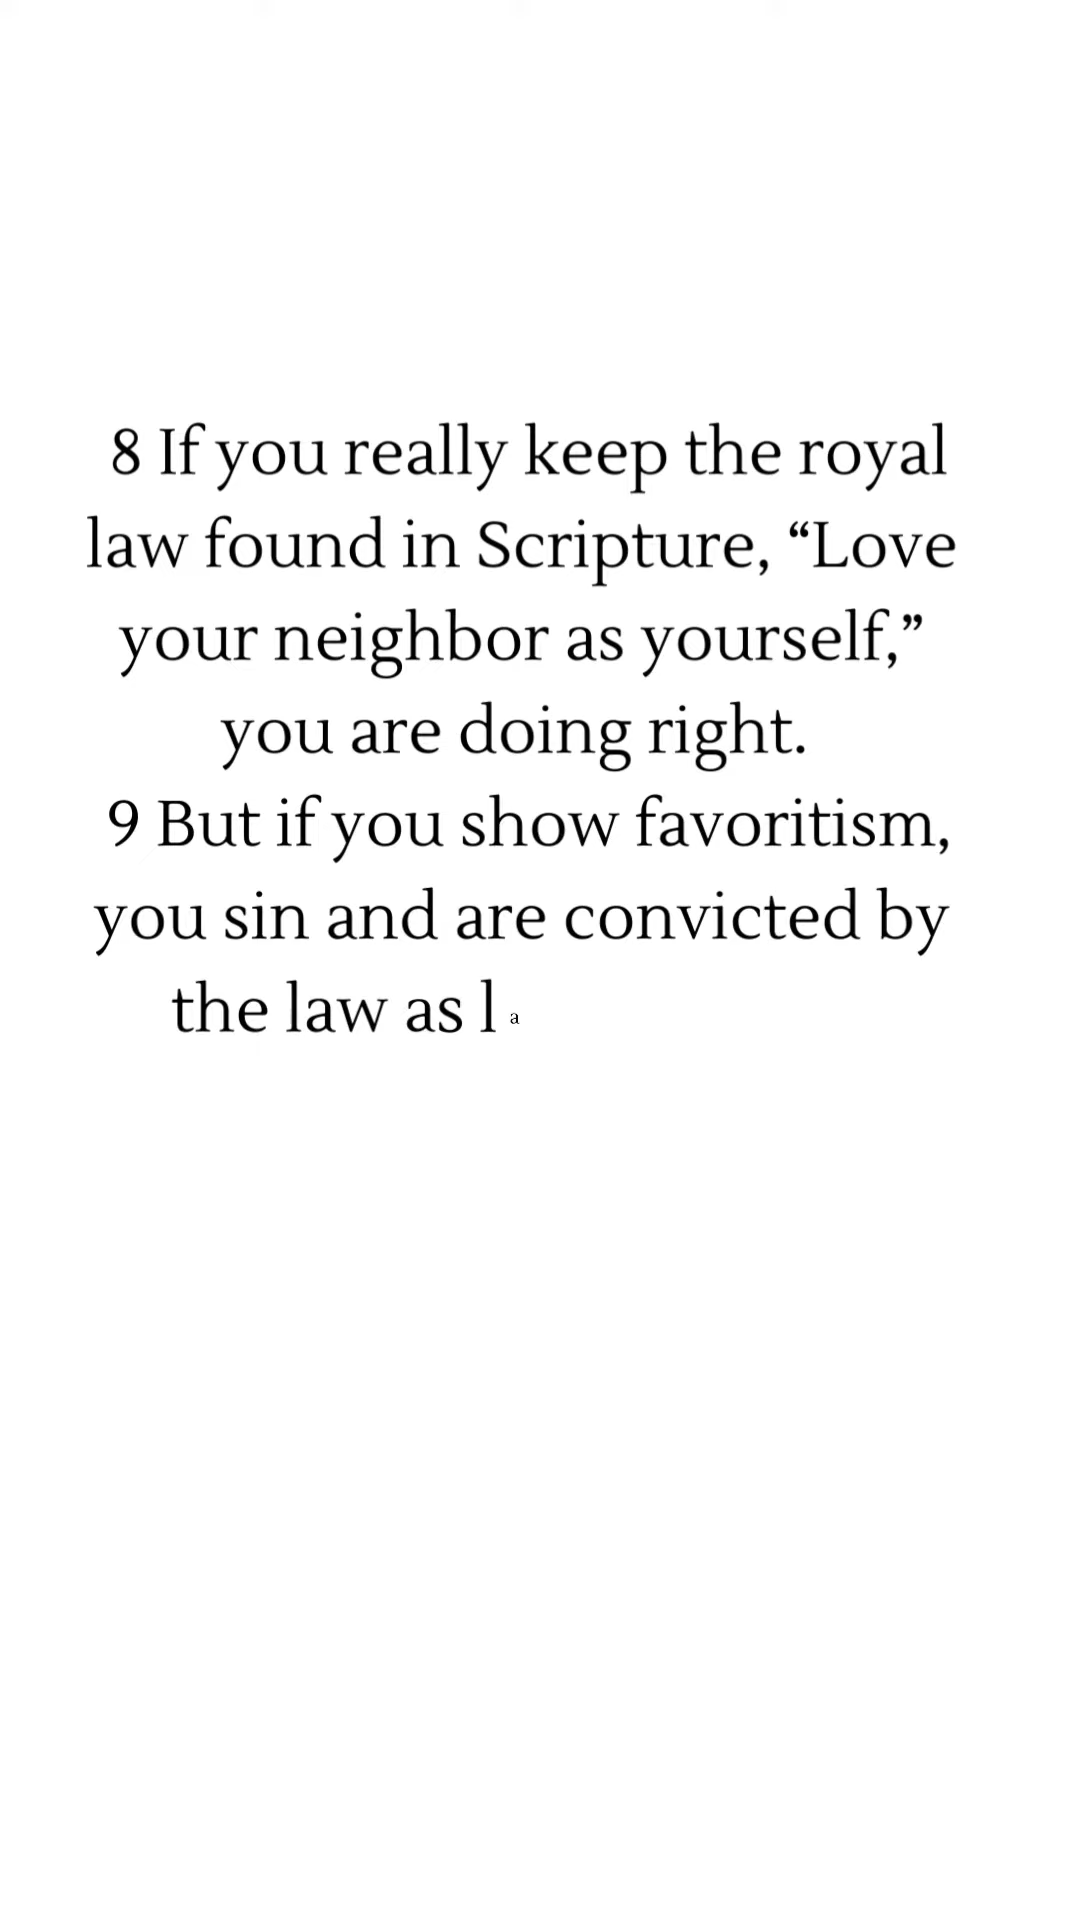 8 If you really keep the royal
law found in Scripture, “Love
your neighbor as yourself,”
you are doing right.
9 But if you show favoritism,
you sin and are convicted by
the law as l a